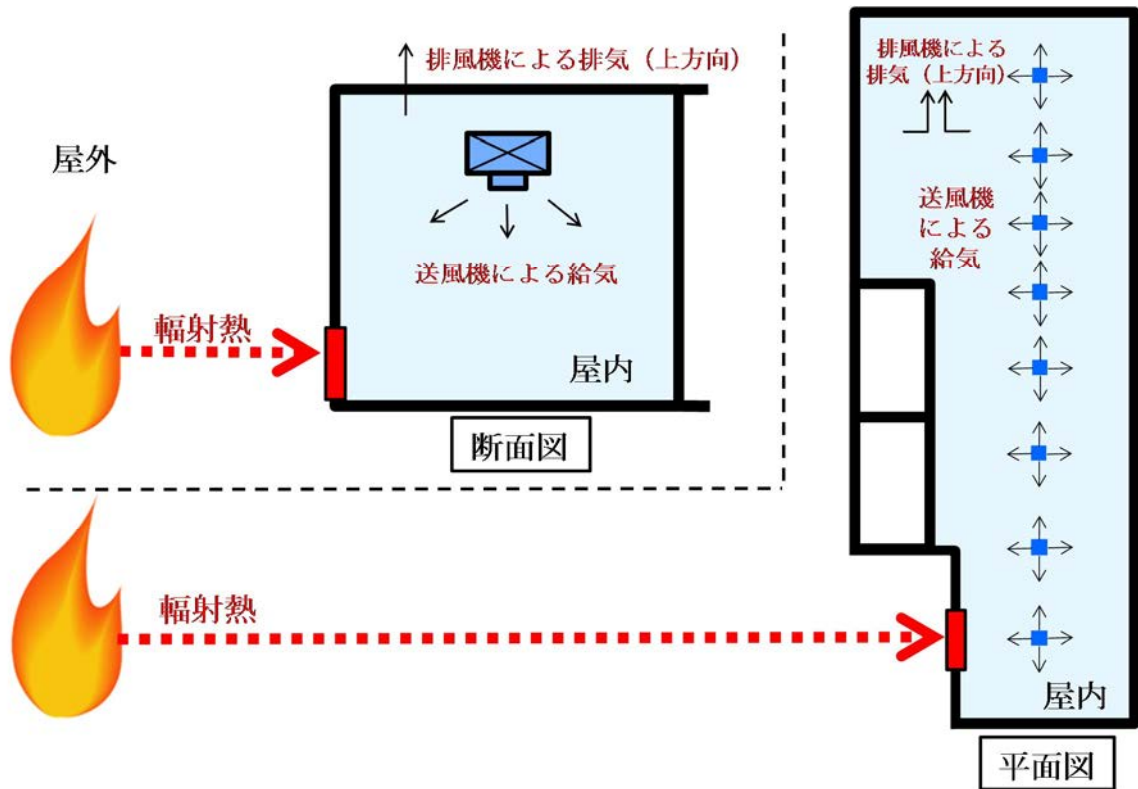 排風機による排気（上方向）
屋外
送風機による給気
輻射熱
屋内
断面図
輻射熱
排風機による
排気（上方向）
送風機
による
給気
屋内
平面図